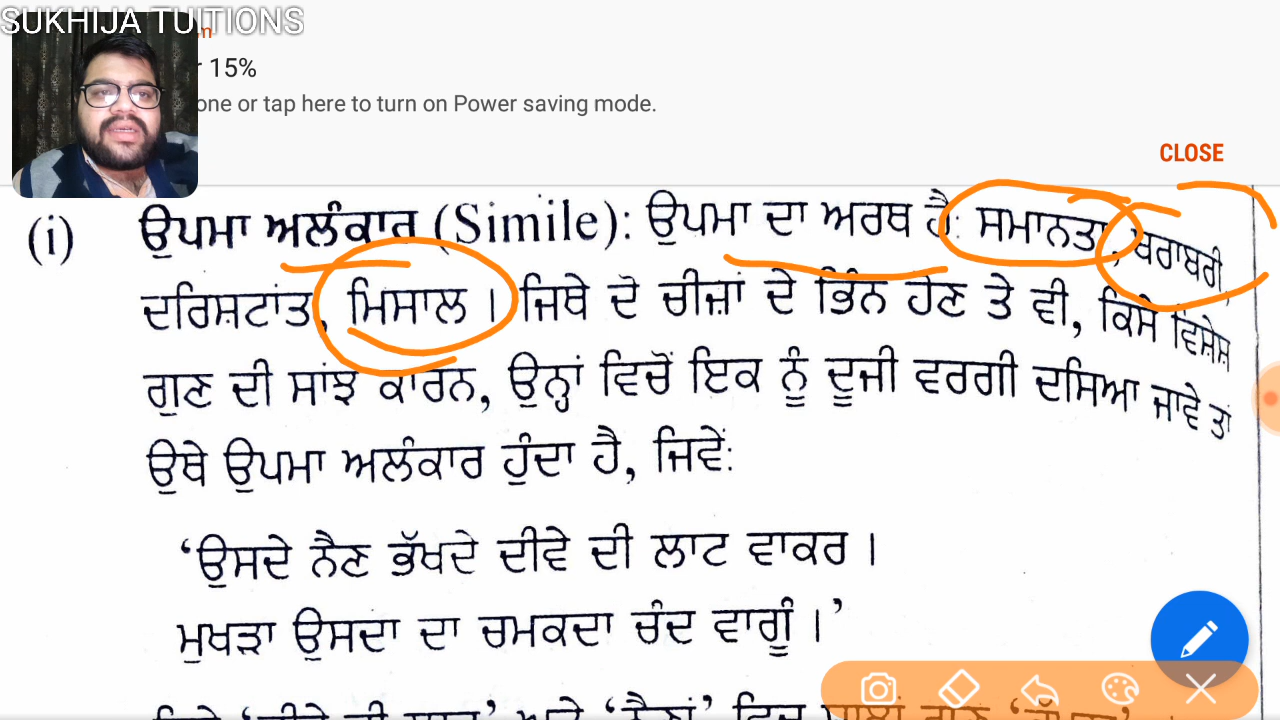 SUKHIJA TUITIONS
15%
one or tap here to turn on Power saving mode.
CLOSE
(i) ਉਪਮਾ ਅਲੰਕਾਰ (Simile): ਉਪਮਾ ਦਾ ਅਰਥ ਹੈ: ਸਮਾਨਤਾ, ਬਰਾਬਰੀ,
ਦਰਿਸ਼ਟਾਂਤ, ਮਿਸਾਲ । ਜਿਥੇ ਦੋ ਚੀਜ਼ਾਂ ਦੇ ਭਿੰਨ ਹੋਣ ਤੇ ਵੀ, ਕਿਸੇ ਵਿਸ਼ੇਸ਼
ਗੁਣ ਦੀ ਸਾਂਝ ਕਾਰਨ, ਉਨ੍ਹਾਂ ਵਿਚੋਂ ਇਕ ਨੂੰ ਦੂਜੀ ਵਰਗੀ ਦਸਿਆ ਜਾਵੇ ਤਾਂ
ਉਥੇ ਉਪਮਾ ਅਲੰਕਾਰ ਹੁੰਦਾ ਹੈ, ਜਿਵੇਂ:
‘ਉਸਦੇ ਨੈਣ ਭੱਖਦੇ ਦੀਵੇ ਦੀ ਲਾਟ ਵਾਕਰ ।
ਮੁਖੜਾ ਉਸਦਾ ਦਾ ਚਮਕਦਾ ਚੰਦ ਵਾਗੂੰ ।’